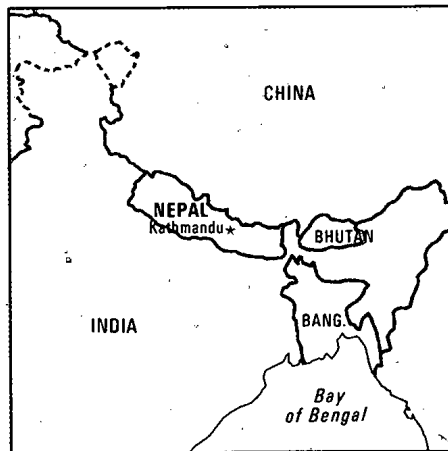 CHINA
NEPAL
Kathmandu
BHUTAN
INDIA
BANG.
Bay
of Bengal